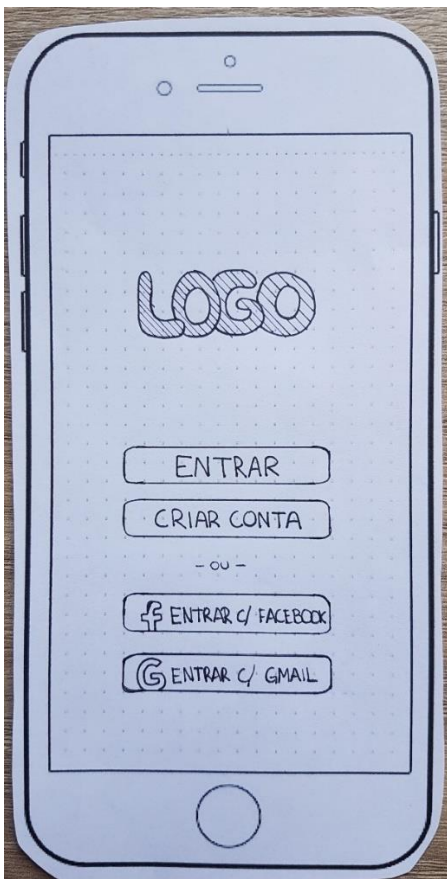 LOGO
ENTRAR
CRIAR CONTA
- OU -
f ENTRAR C/ FACEBOOK
G ENTRAR C/ GMAIL